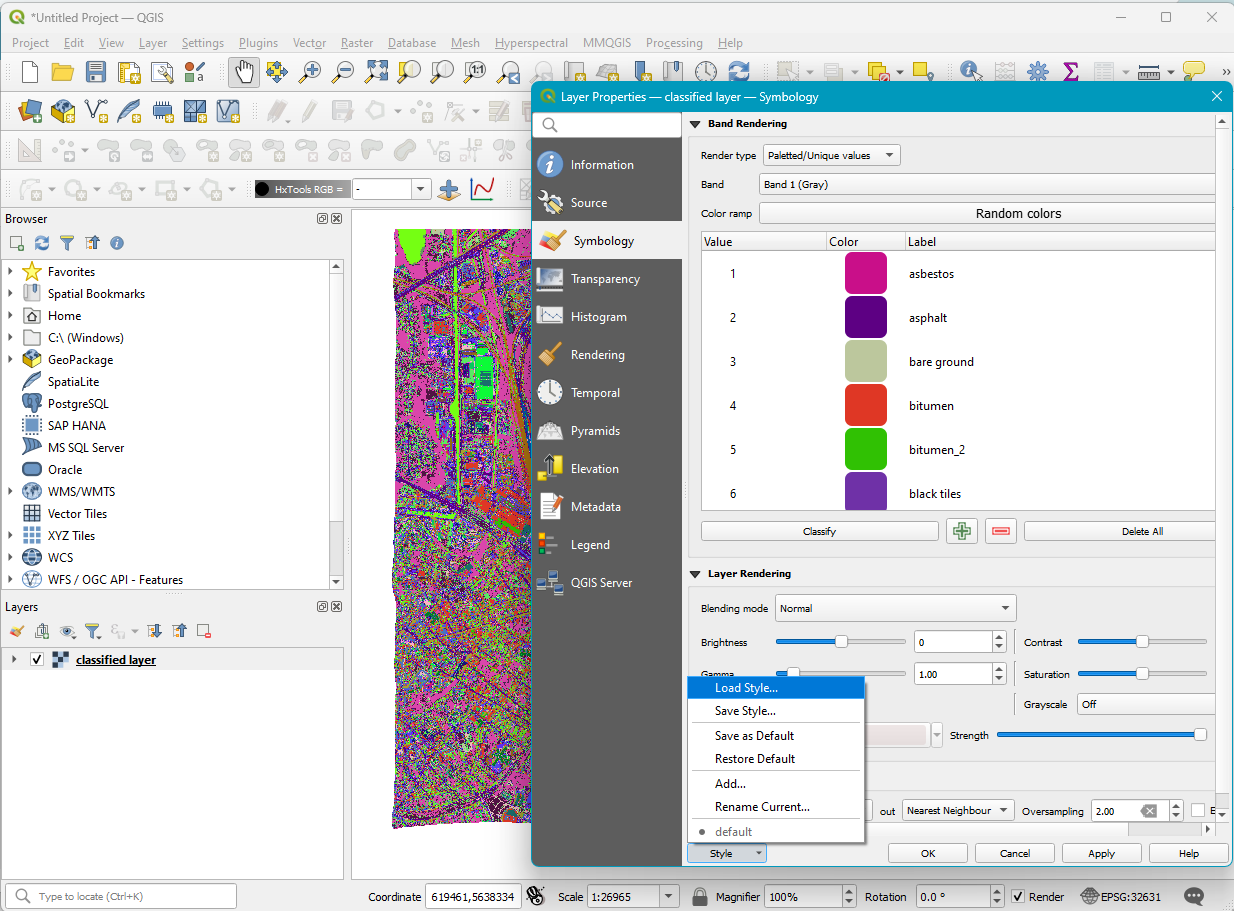 *Untitled Project — QGIS
Project Edit View Layer Settings Plugins Vector Raster Database Mesh Hyperspectral MMQGIS Processing Help
HxTools RGB = -
Browser
Favorites
Spatial Bookmarks
Home
C:\ (Windows)
GeoPackage
SpatiaLite
PostgreSQL
SAP HANA
MS SQL Server
Oracle
WMS/WMTS
Vector Tiles
XYZ Tiles
WCS
WFS / OGC API - Features
Layers
classified layer
Layer Properties — classified layer — Symbology
Information
Source
Symbology
Transparency
Histogram
Rendering
Temporal
Pyramids
Elevation
Metadata
Legend
QGIS Server
Band Rendering
Render type Paletted/Unique values
Band Band 1 (Gray)
Color ramp Random colors
Value Color Label
1 asbestos
2 asphalt
3 bare ground
4 bitumen
5 bitumen_2
6 black tiles
Classify Delete All
Layer Rendering
Blending mode Normal
Brightness 0 Contrast
Gamma 1.00 Saturation
Grayscale Off
Strength
Load Style...
Save Style...
Save as Default
Restore Default
Add...
Rename Current...
default
out Nearest Neighbour Oversampling 2.00
Style OK Cancel Apply Help
Type to locate (Ctrl+K) Coordinate 619461,5638334 Scale 1:26965 Magnifier 100% Rotation 0.0 ° Render EPSG:32631